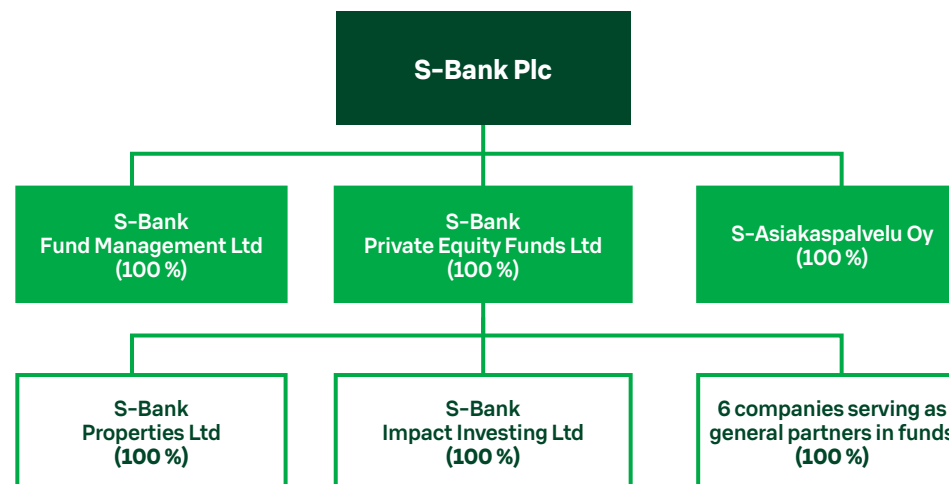 S-Bank Plc
S-Bank
Fund Management Ltd
(100 %)
S-Bank
Private Equity Funds Ltd
(100 %)
S-Asiakaspalvelu Oy
(100 %)
S-Bank
Properties Ltd
(100 %)
S-Bank
Impact Investing Ltd
(100 %)
6 companies serving as
general partners in funds
(100 %)